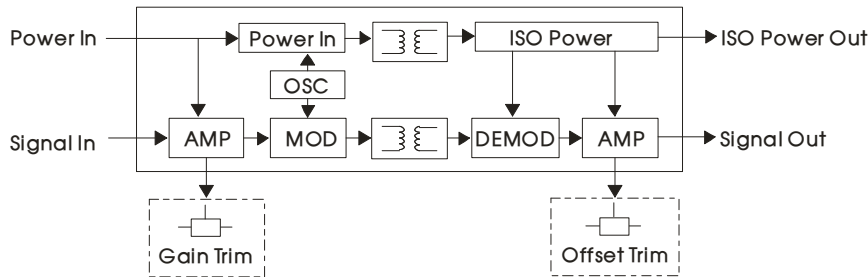 Power In
Power In
ISO Power
ISO Power Out
OSC
Signal In
AMP
MOD
DEMOD
AMP
Signal Out
Gain Trim
Offset Trim